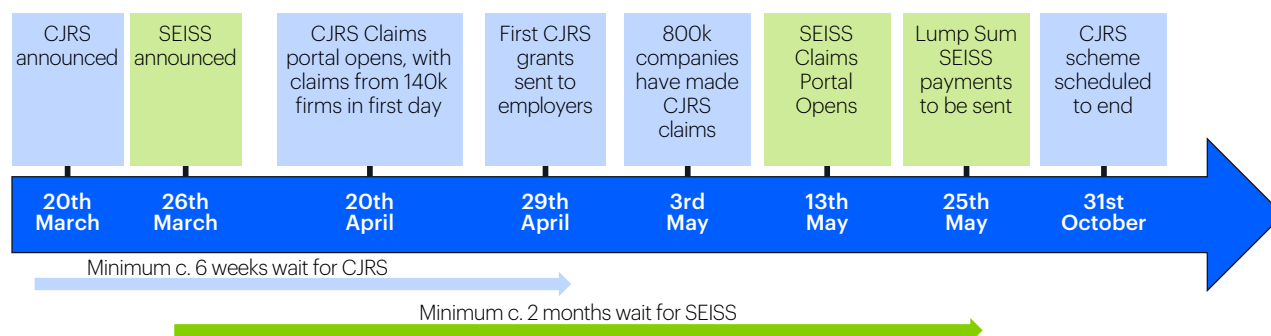 CJRS
announced
SEISS
announced
CJRS Claims
portal opens, with
claims from 140k
firms in first day
First CJRS
grants
sent to
employers
800k
companies
have made
CJRS
claims
SEISS
Claims
Portal
Opens
Lump Sum
SEISS
payments
to be sent
CJRS
scheme
scheduled
to end
20th
March
26th
March
20th
April
29th
April
3rd
May
13th
May
25th
May
31st
October
Minimum c. 6 weeks wait for CJRS
Minimum c. 2 months wait for SEISS